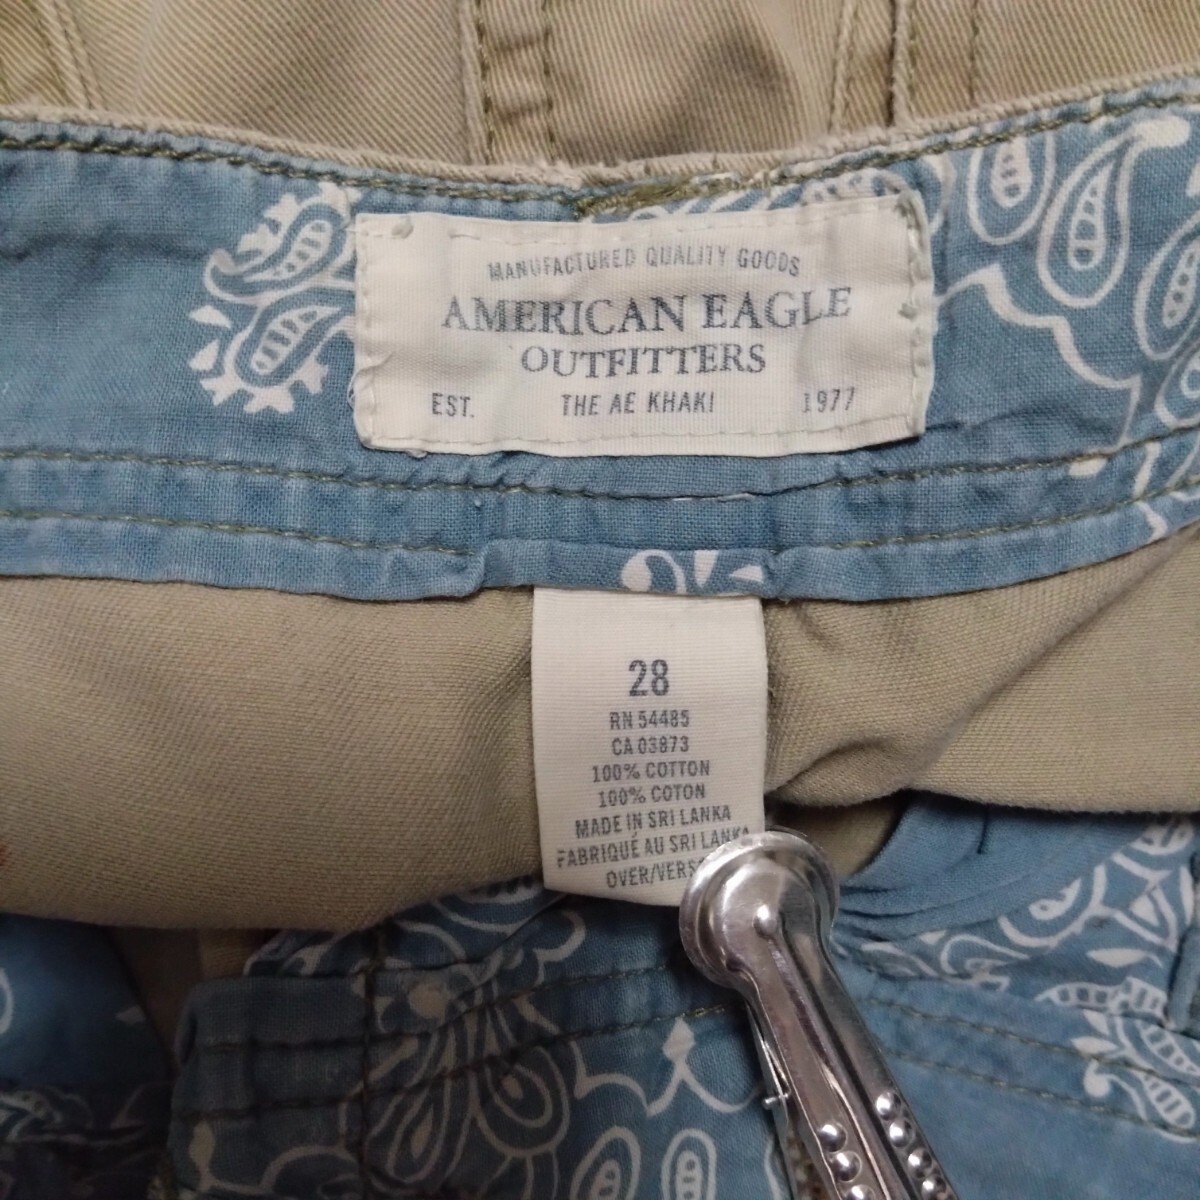 MANUFACTURED QUALITY GOODS
AMERICAN EAGLE
OUTFITTERS
EST. THE AE KHAKI 1977
28
RN 54485
CA 03873
100% COTTON
100% COTON
MADE IN SRI LANKA
FABRIQUÉ AU SRI LANKA